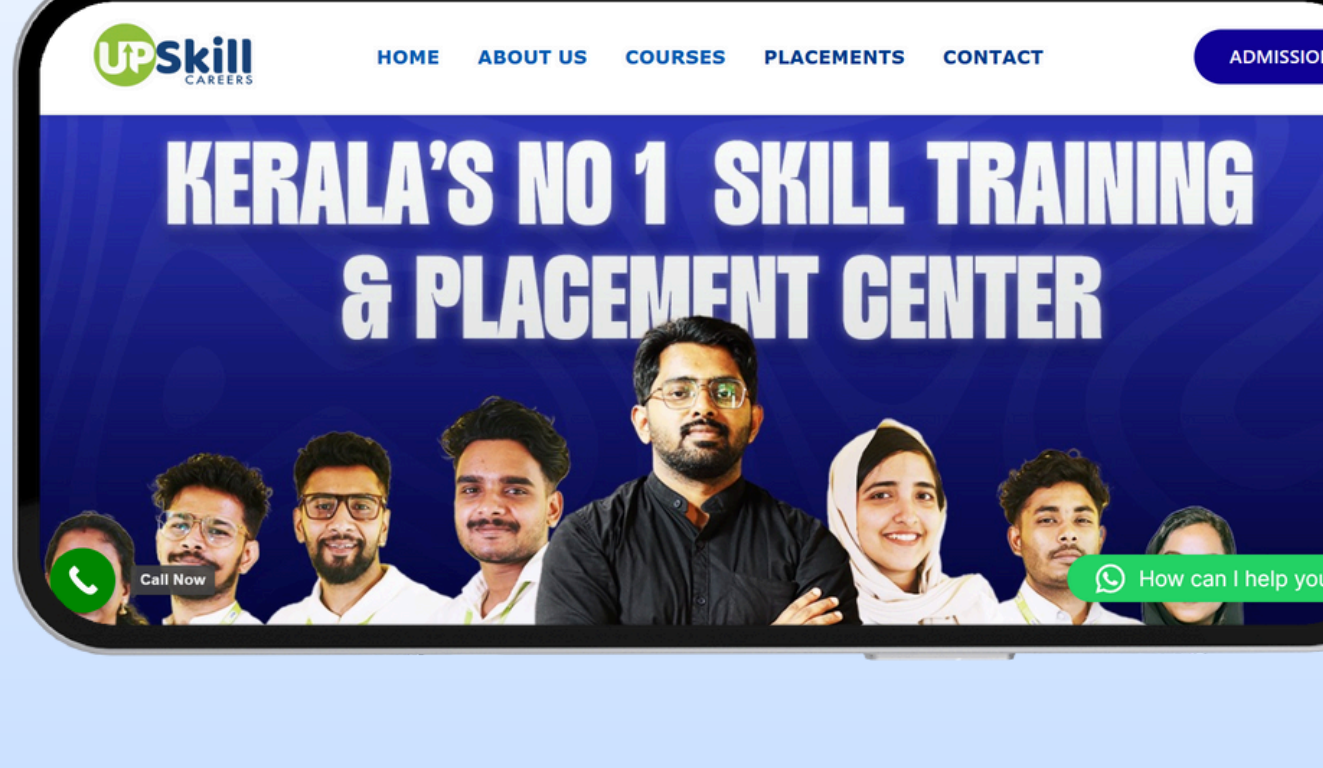 UPSkill
CAREERS
HOME ABOUT US COURSES PLACEMENTS CONTACT
ADMISSION
KERALA'S NO 1 SKILL TRAINING
& PLACEMENT CENTER
Call Now
How can I help you